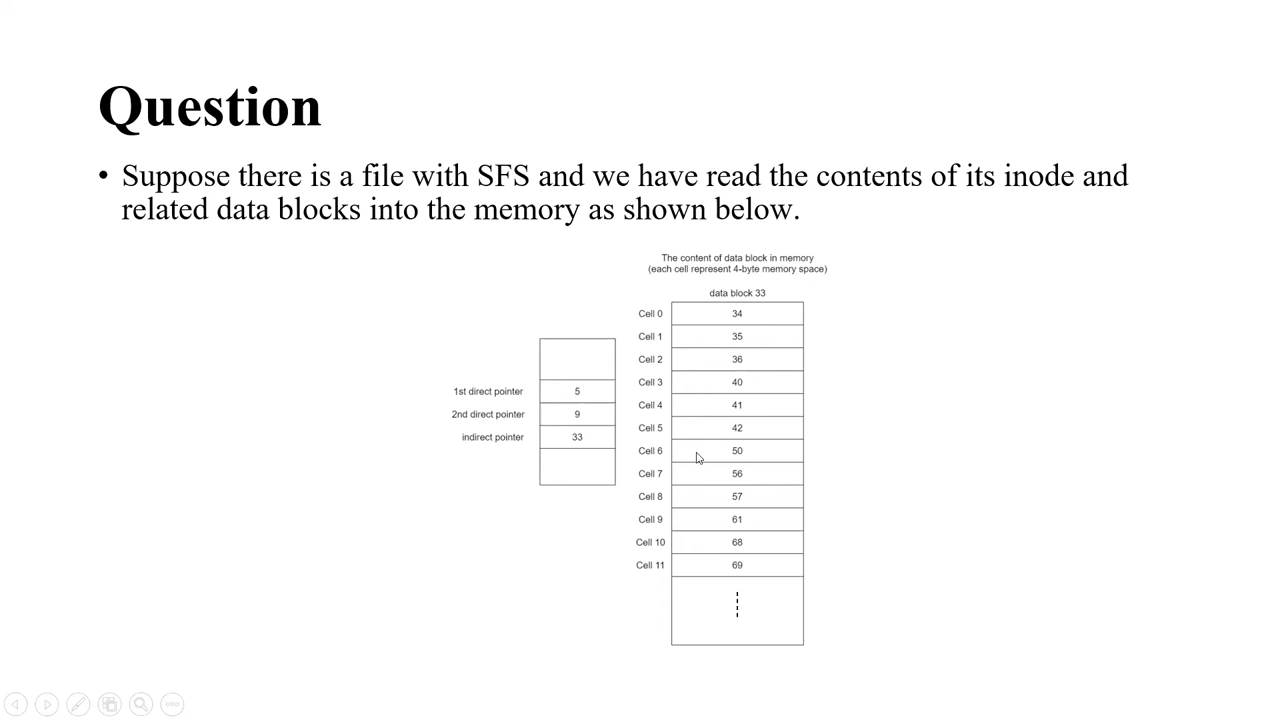 Question
• Suppose there is a file with SFS and we have read the contents of its inode and
related data blocks into the memory as shown below.
The content of data block in memory
(each cell represent 4-byte memory space)
data block 33
Cell 0 34
Cell 1 35
Cell 2 36
Cell 3 40
1st direct pointer 5
Cell 4 41
2nd direct pointer 9
Cell 5 42
indirect pointer 33
Cell 6 50
Cell 7 56
Cell 8 57
Cell 9 61
Cell 10 68
Cell 11 69